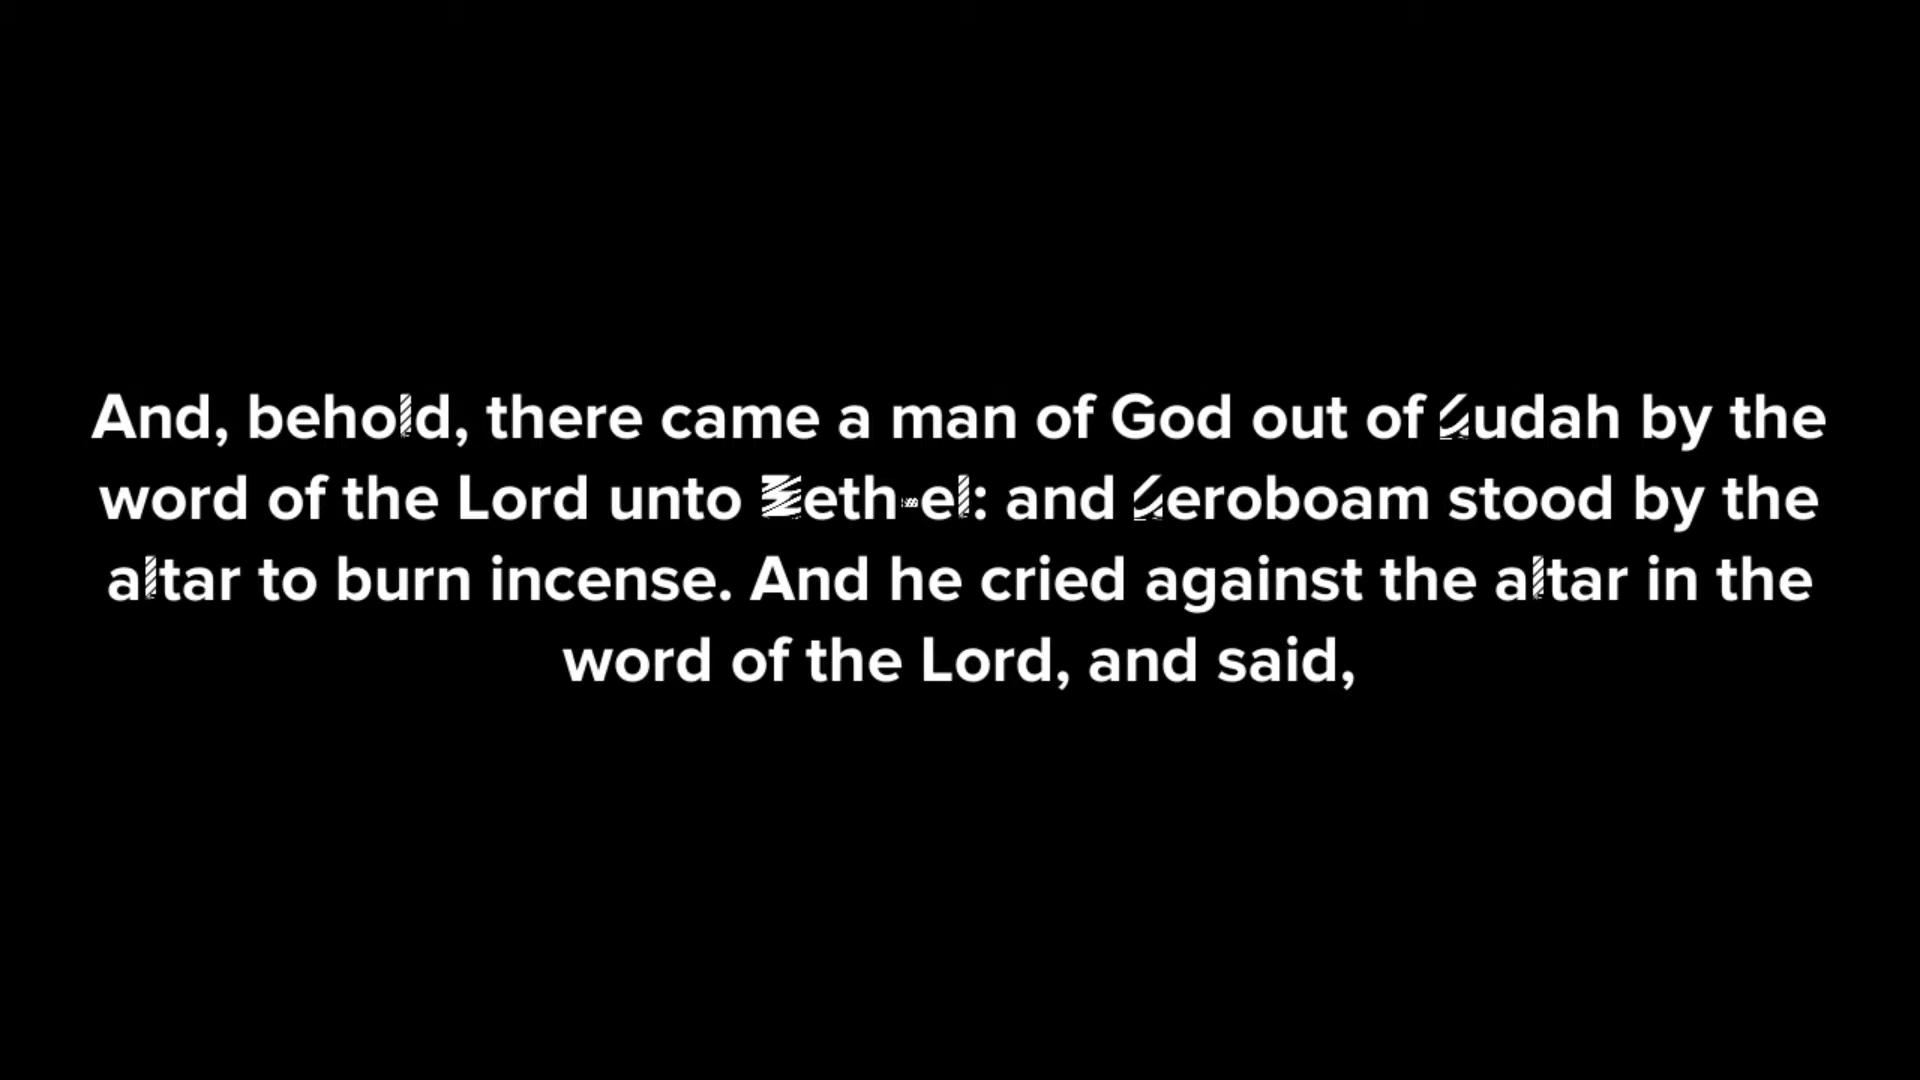 And, behold, there came a man of God out of Judah by the
word of the Lord unto Beth-el: and Jeroboam stood by the
altar to burn incense. And he cried against the altar in the
word of the Lord, and said,